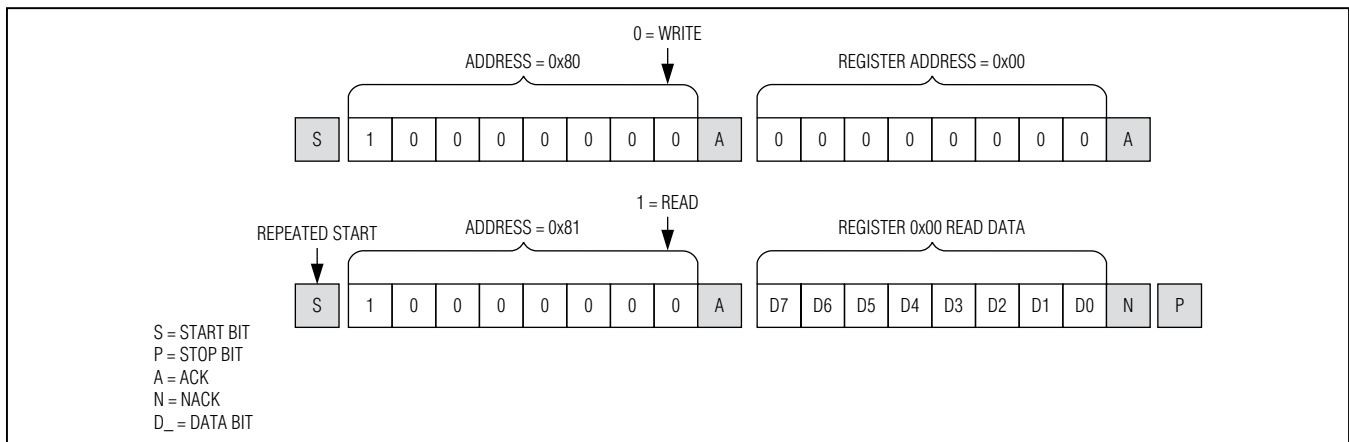 0 = WRITE
ADDRESS = 0x80 REGISTER ADDRESS = 0x00
S 1 0 0 0 0 0 0 0 A 0 0 0 0 0 0 0 0 A
1 = READ
REPEATED START ADDRESS = 0x81 REGISTER 0x00 READ DATA
S 1 0 0 0 0 0 0 0 A D7 D6 D5 D4 D3 D2 D1 D0 N P
S = START BIT
P = STOP BIT
A = ACK
N = NACK
D_ = DATA BIT